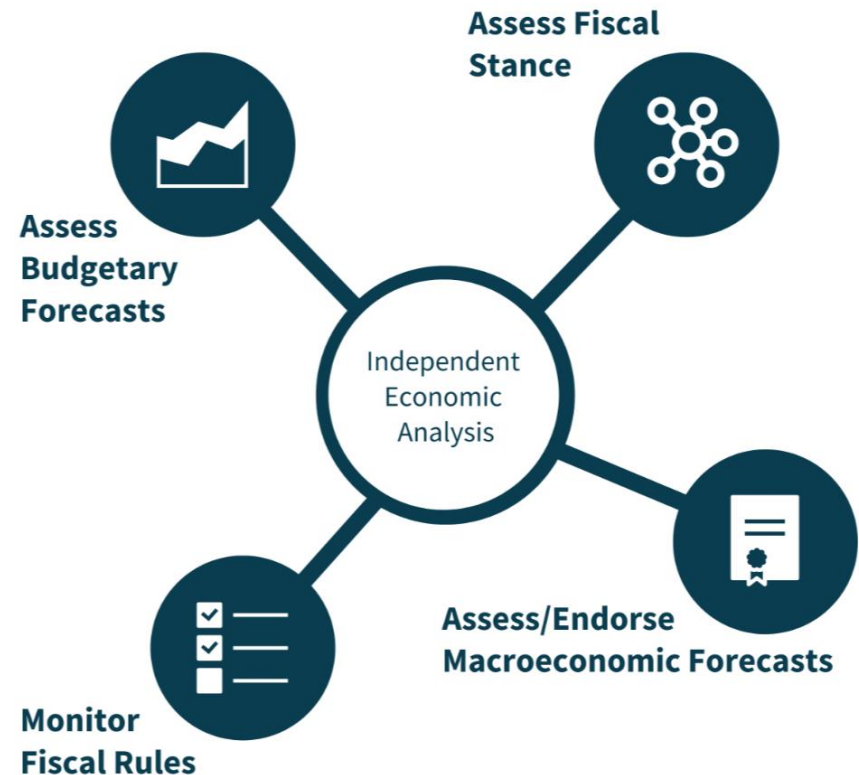 Assess Fiscal
Stance
Assess
Budgetary
Forecasts
Independent
Economic
Analysis
Assess/Endorse
Macroeconomic Forecasts
Monitor
Fiscal Rules